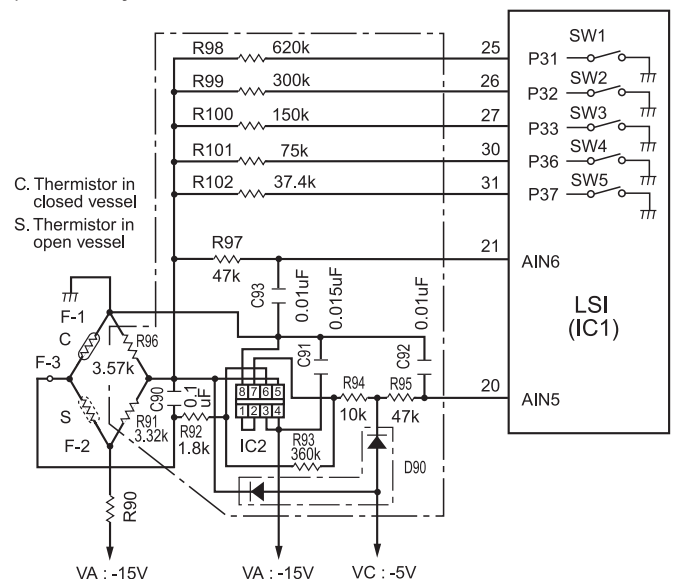 R98 620k 25 P31 SW1
R99 300k 26 P32 SW2
R100 150k 27 P33 SW3
R101 75k 30 P36 SW4
R102 37.4k 31 P37 SW5
C. Thermistor in
closed vessel
S. Thermistor in
open vessel
R97
47k
21
AIN6
C93
0.01uF
0.015uF
0.01uF
LSI
(IC1)
F-1
C
R96
3.57k
F-3
C90
0.1
uF
C91
C92
8 7 6 5
1 2 3 4
IC2
R94
10k
R95
47k
20
AIN5
S
F-2
R91
3.32k
R92
1.8k
R93
360k
D90
R90
VA : -15V
VA : -15V
VC : -5V